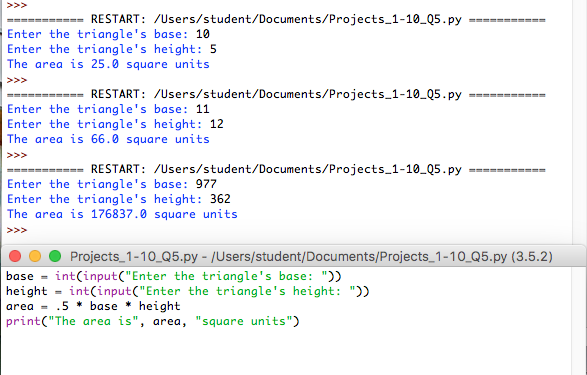 >>>
=========== RESTART: /Users/student/Documents/Projects_1-10_Q5.py ===========
Enter the triangle's base: 10
Enter the triangle's height: 5
The area is 25.0 square units
>>>
=========== RESTART: /Users/student/Documents/Projects_1-10_Q5.py ===========
Enter the triangle's base: 11
Enter the triangle's height: 12
The area is 66.0 square units
>>>
=========== RESTART: /Users/student/Documents/Projects_1-10_Q5.py ===========
Enter the triangle's base: 977
Enter the triangle's height: 362
The area is 176837.0 square units
>>>
Projects_1-10_Q5.py - /Users/student/Documents/Projects_1-10_Q5.py (3.5.2)
base = int(input("Enter the triangle's base: "))
height = int(input("Enter the triangle's height: "))
area = .5 * base * height
print("The area is", area, "square units")